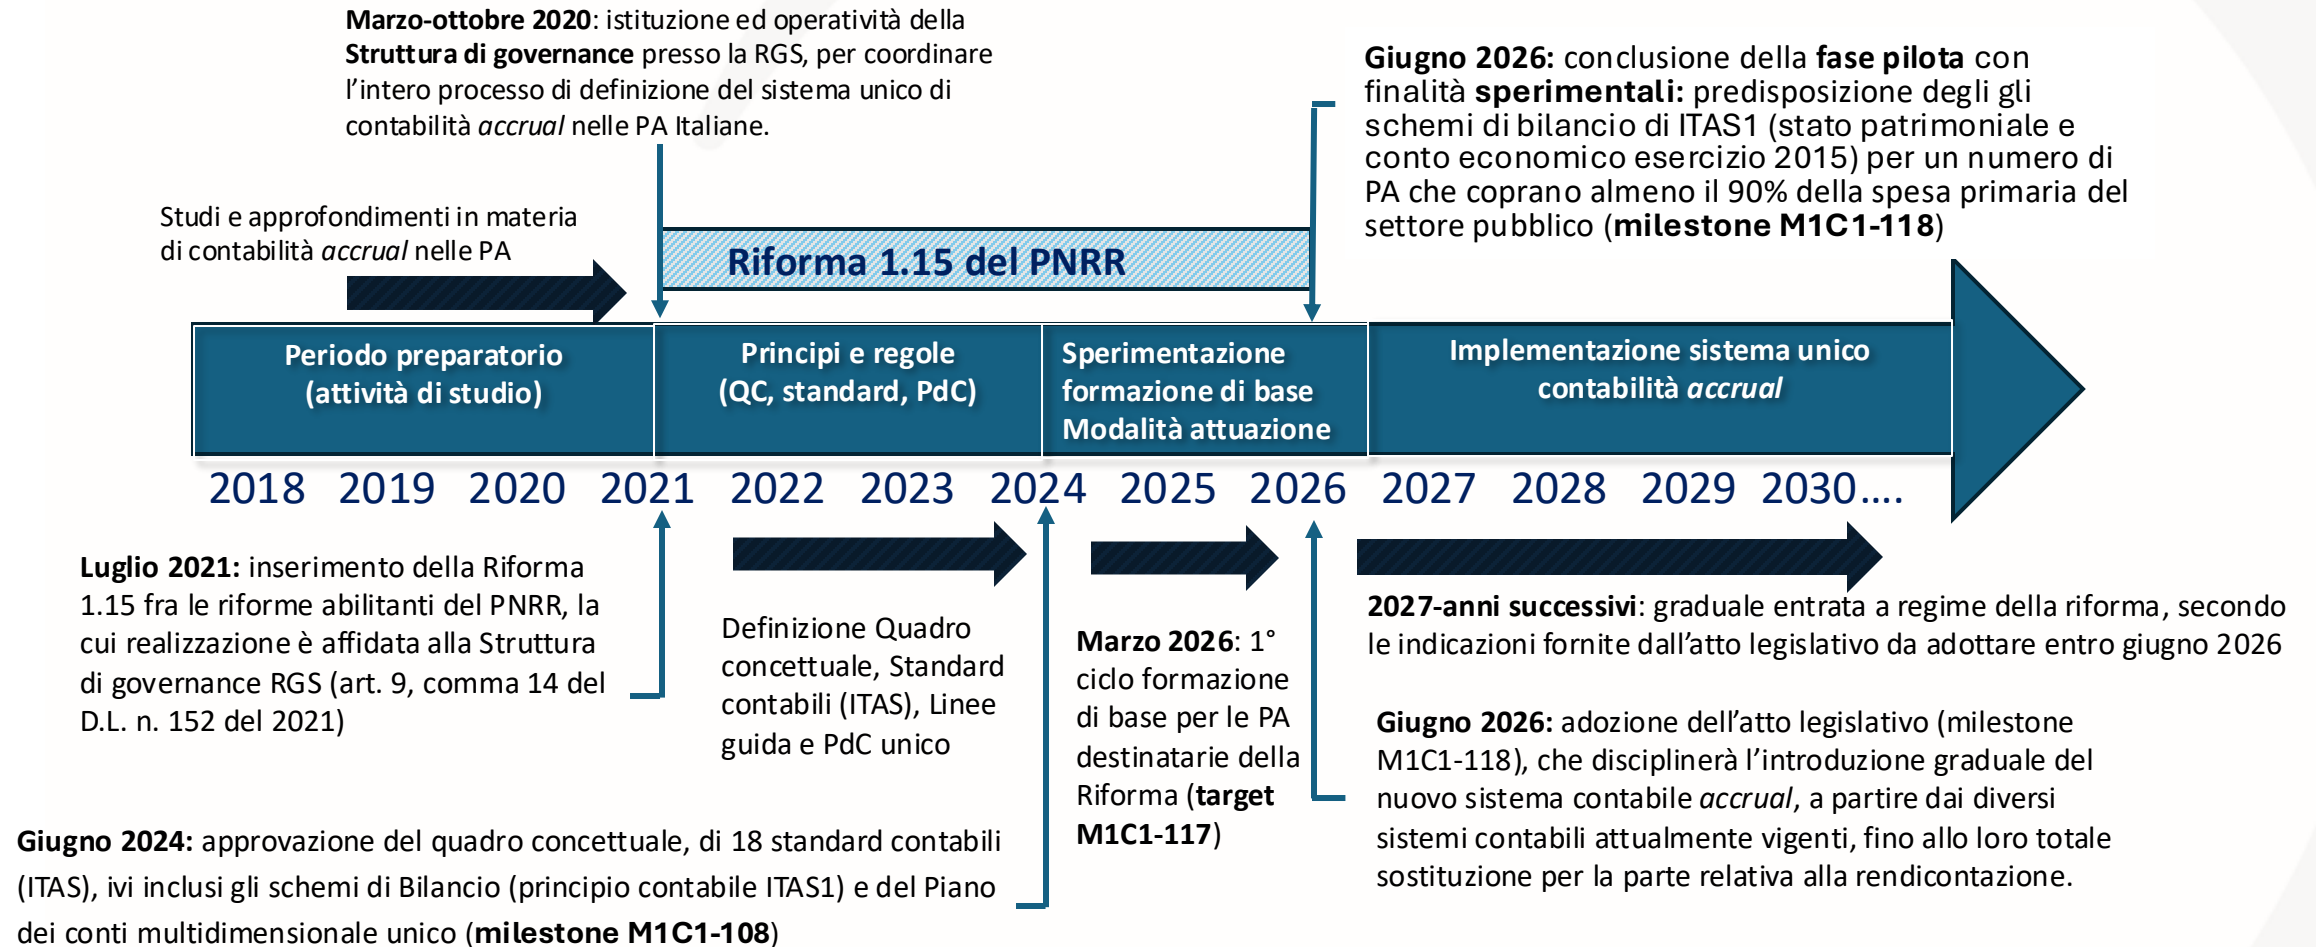 Marzo-ottobre 2020: istituzione ed operatività della
Struttura di governance presso la RGS, per coordinare
l'intero processo di definizione del sistema unico di
contabilità accrual nelle PA Italiane.
Giugno 2026: conclusione della fase pilota con
finalità sperimentali: predisposizione degli gli
schemi di bilancio di ITAS1 (stato patrimoniale e
conto economico esercizio 2015) per un numero di
PA che coprano almeno il 90% della spesa primaria del
settore pubblico (milestone M1C1-118)
Studi e approfondimenti in materia
di contabilità accrual nelle PA
Riforma 1.15 del PNRR
Periodo preparatorio
(attività di studio)
Principi e regole
(QC, standard, PdC)
Sperimentazione
formazione di base
Modalità attuazione
Implementazione sistema unico
contabilità accrual
2018 2019 2020 2021 2022 2023 2024 2025 2026 2027 2028 2029 2030....
Luglio 2021: inserimento della Riforma
1.15 fra le riforme abilitanti del PNRR, la
cui realizzazione è affidata alla Struttura
di governance RGS (art. 9, comma 14 del
D.L. n. 152 del 2021)
Definizione Quadro
concettuale, Standard
contabili (ITAS), Linee
guida e PdC unico
Marzo 2026: 1°
ciclo formazione
di base per le PA
destinatarie della
Riforma (target
M1C1-117)
2027-anni successivi: graduale entrata a regime della riforma, secondo
le indicazioni fornite dall'atto legislativo da adottare entro giugno 2026
Giugno 2026: adozione dell'atto legislativo (milestone
M1C1-118), che disciplinerà l'introduzione graduale del
nuovo sistema contabile accrual, a partire dai diversi
sistemi contabili attualmente vigenti, fino allo loro totale
sostituzione per la parte relativa alla rendicontazione.
Giugno 2024: approvazione del quadro concettuale, di 18 standard contabili
(ITAS), ivi inclusi gli schemi di Bilancio (principio contabile ITAS1) e del Piano
dei conti multidimensionale unico (milestone M1C1-108)